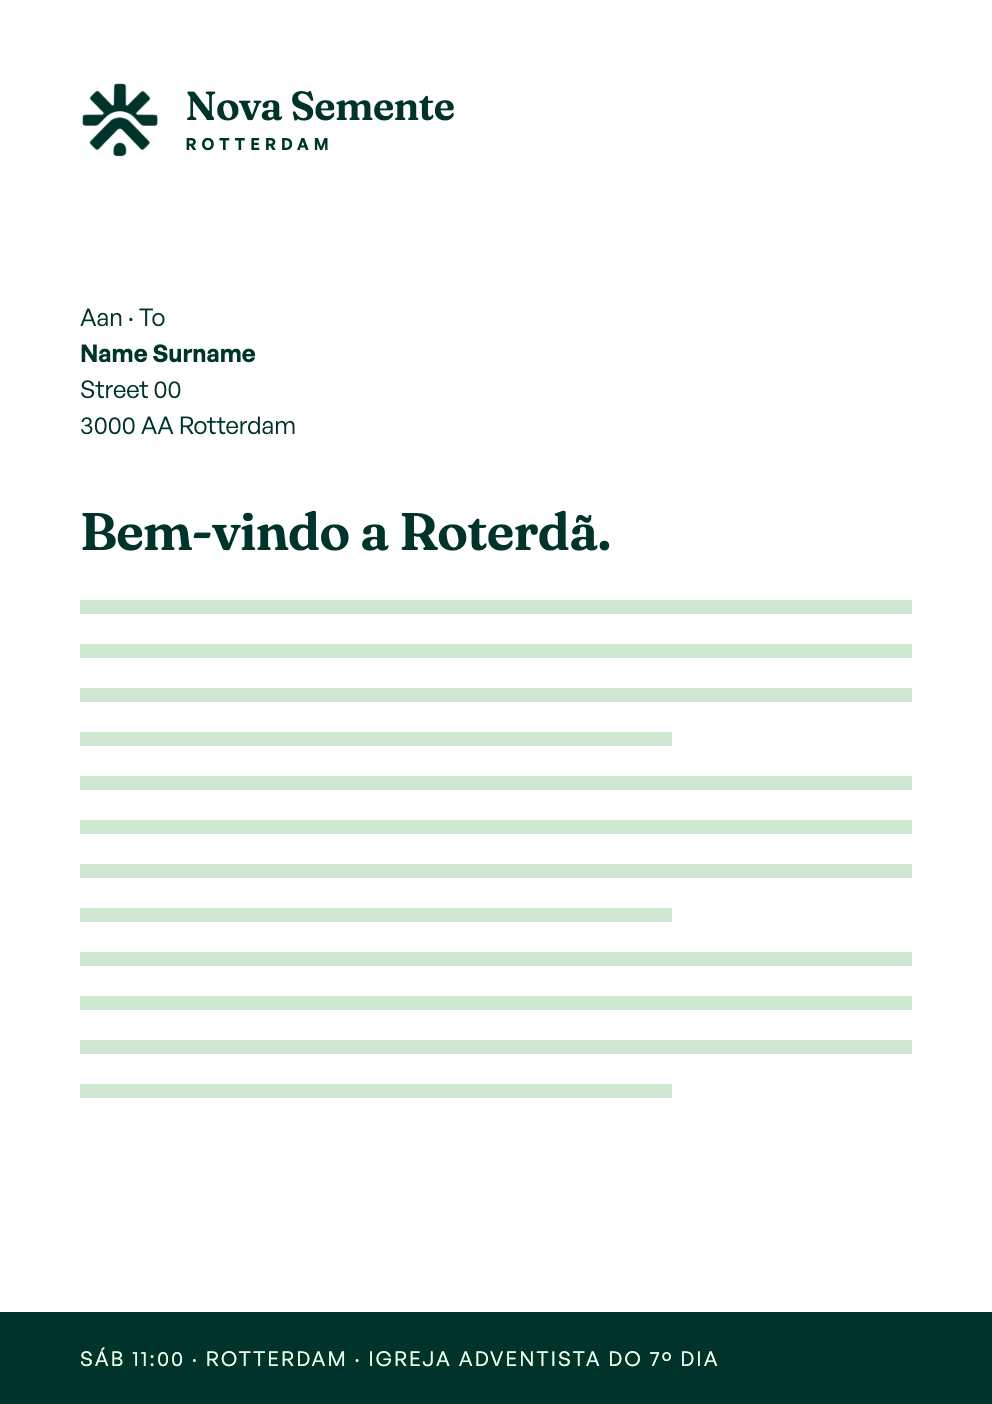 Nova Semente
ROTTERDAM
Aan · To
Name Surname
Street 00
3000 AA Rotterdam
Bem-vindo a Roterdã.
SÁB 11:00 · ROTTERDAM · IGREJA ADVENTISTA DO 7º DIA